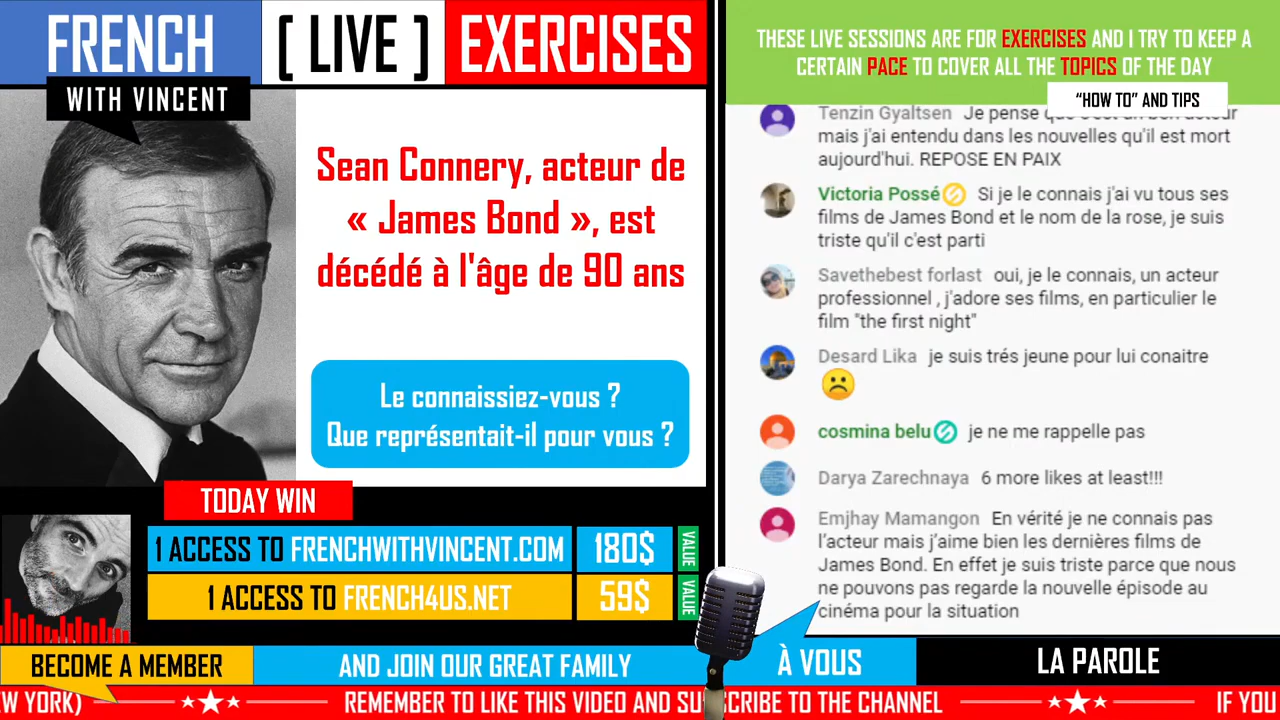 FRENCH
[ LIVE ]
EXERCISES
WITH VINCENT
Sean Connery, acteur de
« James Bond », est
décédé à l'âge de 90 ans
Le connaissiez-vous ?
Que représentait-il pour vous ?
TODAY WIN
1 ACCESS TO FRENCHWITHVINCENT.COM
180$
VALUE
1 ACCESS TO FRENCH4US.NET
59$
VALUE
THESE LIVE SESSIONS ARE FOR EXERCISES AND I TRY TO KEEP A
CERTAIN PACE TO COVER ALL THE TOPICS OF THE DAY
“HOW TO” AND TIPS
Tenzin Gyaltsen Je pense que c'est un bon acteur
mais j'ai entendu dans les nouvelles qu'il est mort
aujourd'hui. REPOSE EN PAIX
Victoria Possé Si je le connais j'ai vu tous ses
films de James Bond et le nom de la rose, je suis
triste qu'il c'est parti
Savethebest forlast oui, je le connais, un acteur
professionnel , j'adore ses films, en particulier le
film "the first night"
Desard Lika je suis trés jeune pour lui conaitre
cosmina belu je ne me rappelle pas
Darya Zarechnaya 6 more likes at least!!!
Emjhay Mamangon En vérité je ne connais pas
l’acteur mais j’aime bien les dernières films de
James Bond. En effet je suis triste parce que nous
ne pouvons pas regarde la nouvelle épisode au
cinéma pour la situation
BECOME A MEMBER
AND JOIN OUR GREAT FAMILY
À VOUS
LA PAROLE
EW YORK)
REMEMBER TO LIKE THIS VIDEO AND SUBSCRIBE TO THE CHANNEL
IF YOU